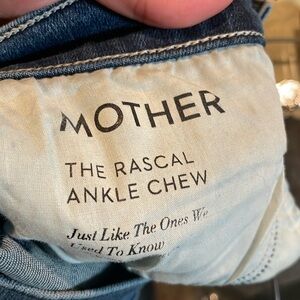 MOTHER
THE RASCAL
ANKLE CHEW
Just Like The Ones We
Used To Know